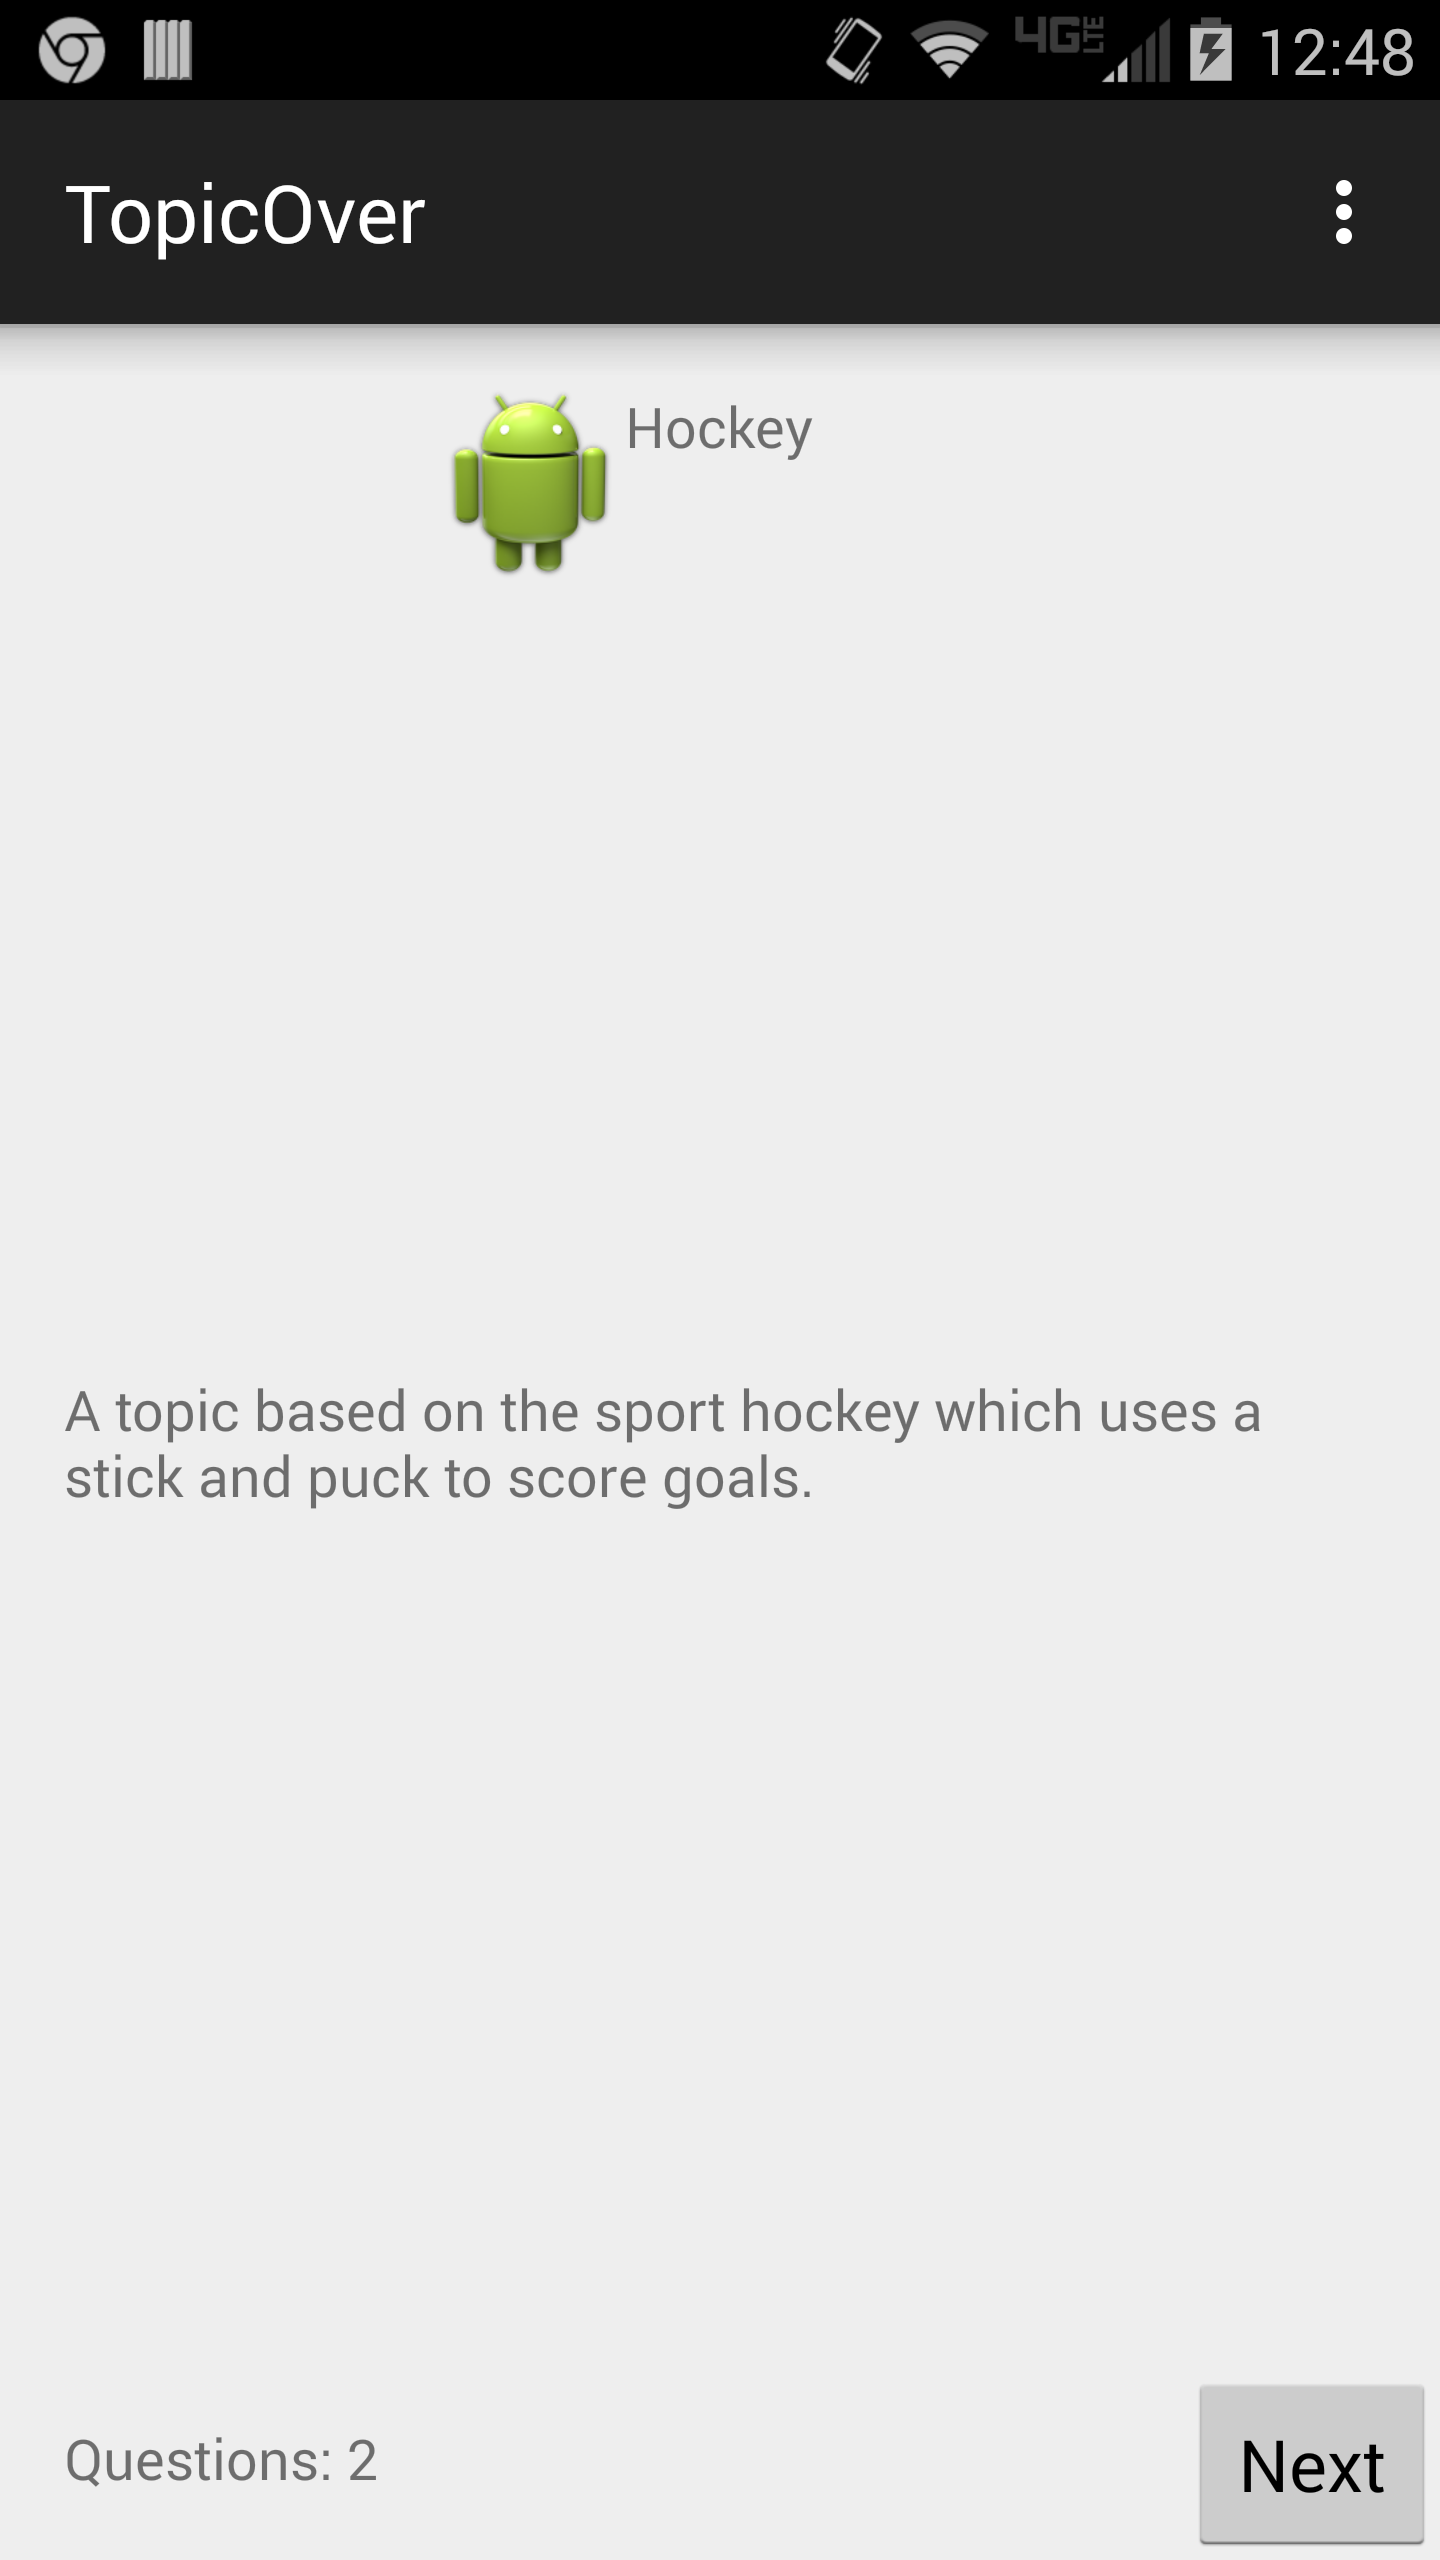 4G LTE 12:48
TopicOver
Hockey
A topic based on the sport hockey which uses a
stick and puck to score goals.
Questions: 2
Next